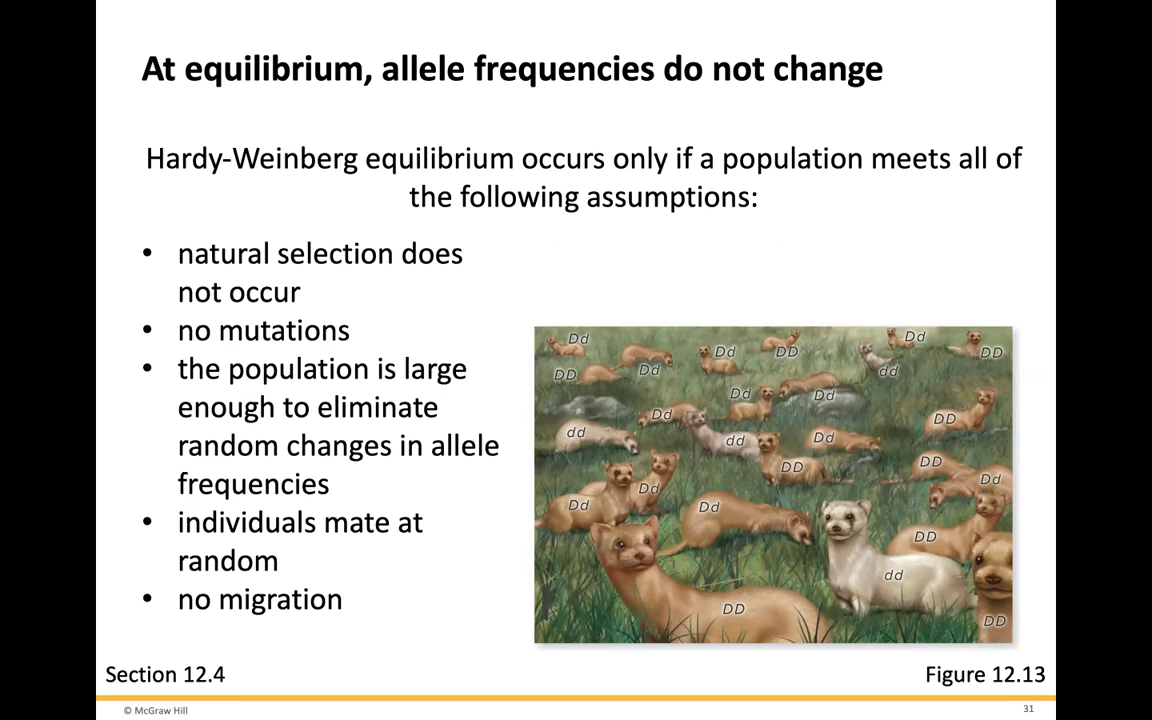 At equilibrium, allele frequencies do not change
Hardy-Weinberg equilibrium occurs only if a population meets all of
the following assumptions:
• natural selection does
not occur
• no mutations
• the population is large
enough to eliminate
random changes in allele
frequencies
• individuals mate at
random
• no migration
Dd
Dd
DD
Dd
DD
DD
Dd
dd
Dd
Dd
Dd
DD
dd
dd
Dd
DD
DD
Dd
Dd
Dd
Dd
DD
dd
DD
DD
Section 12.4
Figure 12.13
© McGraw Hill
31